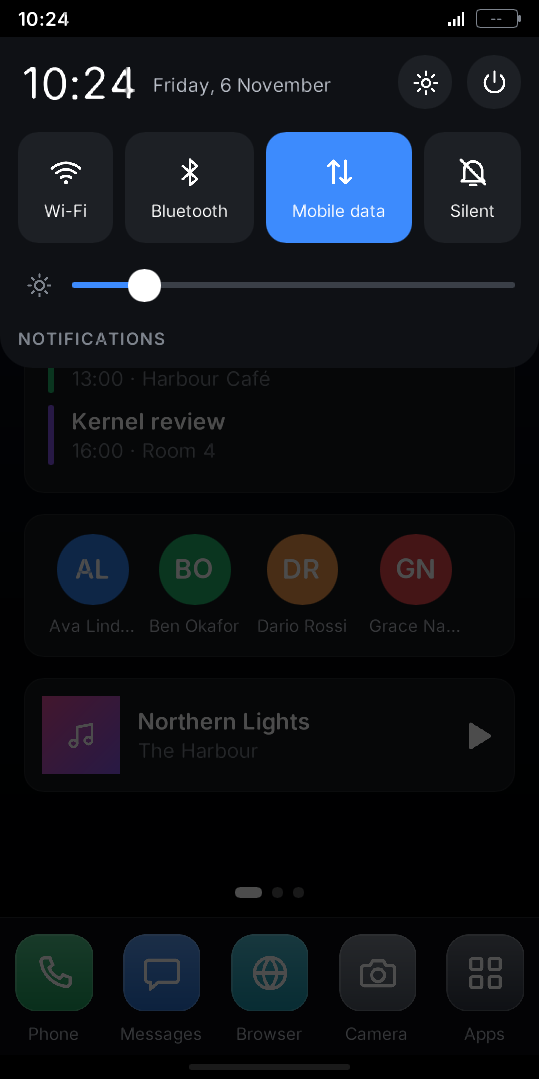 10:24
--
10:24 Friday, 6 November
Wi-Fi Bluetooth Mobile data Silent
NOTIFICATIONS
13:00 · Harbour Café
Kernel review
16:00 · Room 4
AL BO DR GN
Ava Lind... Ben Okafor Dario Rossi Grace Na...
Northern Lights
The Harbour
Phone Messages Browser Camera Apps